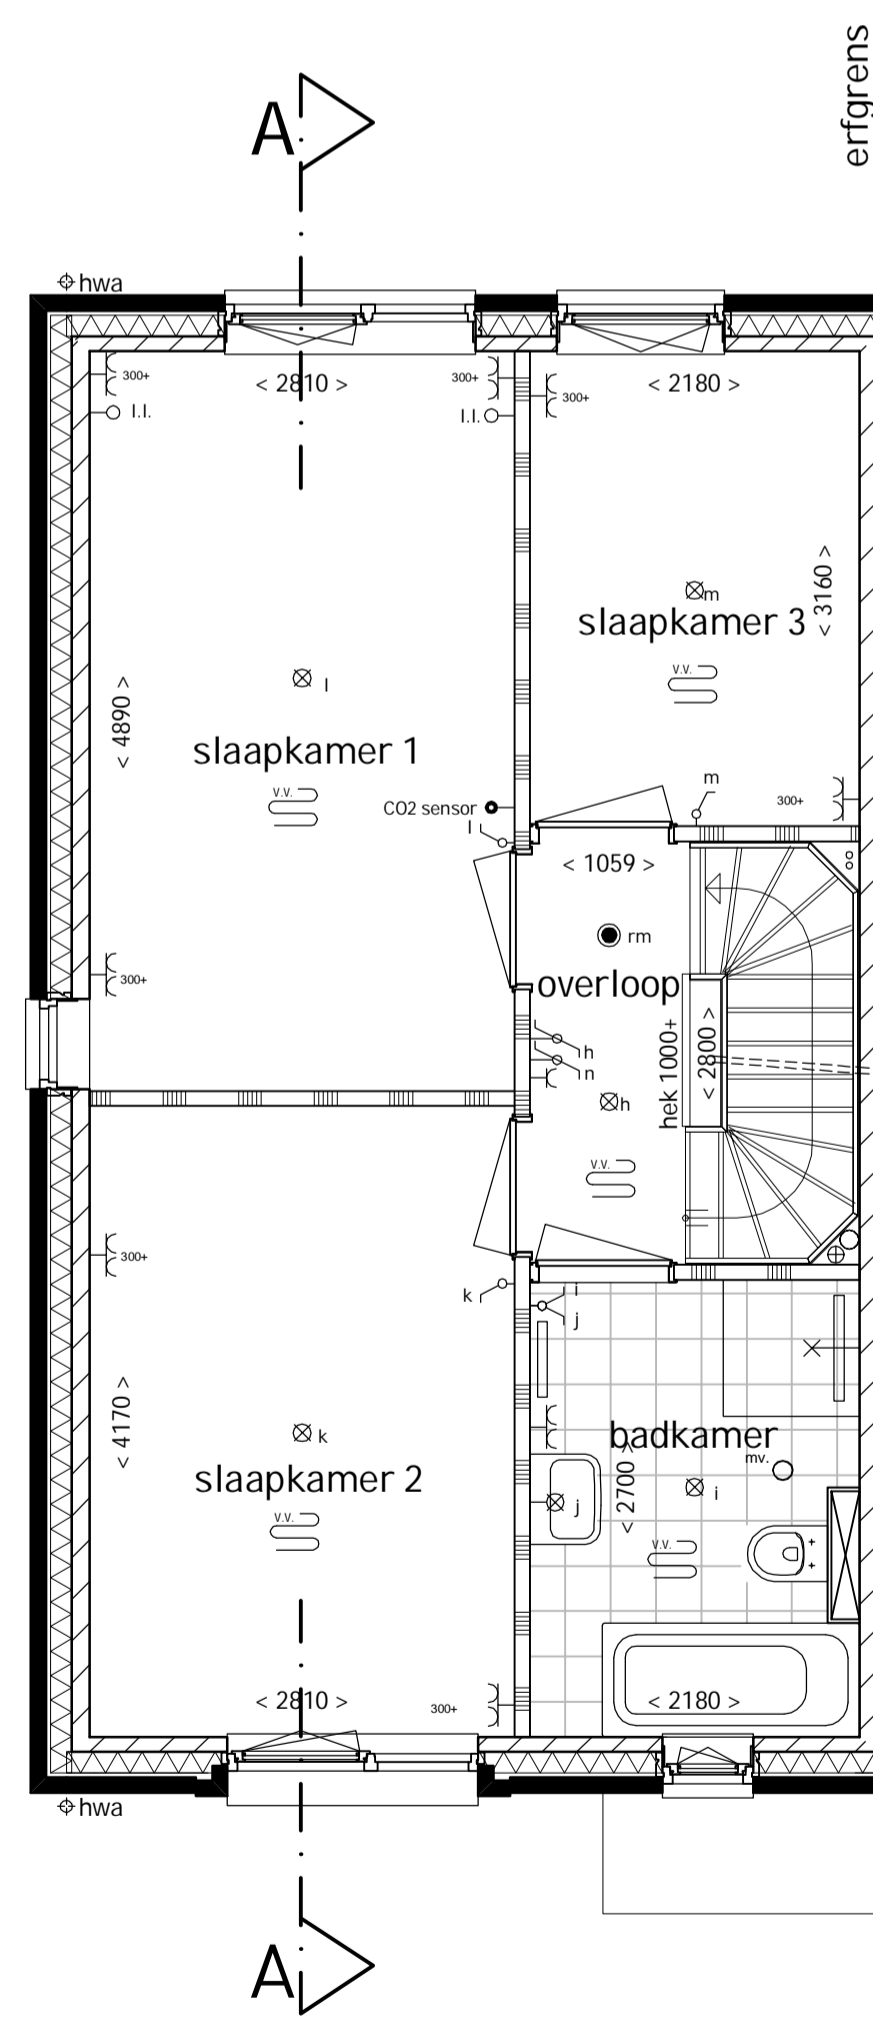 erfgrens
A
hwa
300+
< 2810 >
300+
300+
< 2180 >
l.l.
l.l.
< 3160 >
m
slaapkamer 3
v.v.
l
< 4890 >
slaapkamer 1
v.v.
m
300+
CO2 sensor
l
< 1059 >
rm
300+
overloop
hek 1000+
< 2800 >
h
n
h
v.v.
300+
k
i
j
< 4170 >
k
badkamer
mv.
slaapkamer 2
< 2700 >
i
j
v.v.
v.v.
< 2810 >
300+
< 2180 >
hwa
A